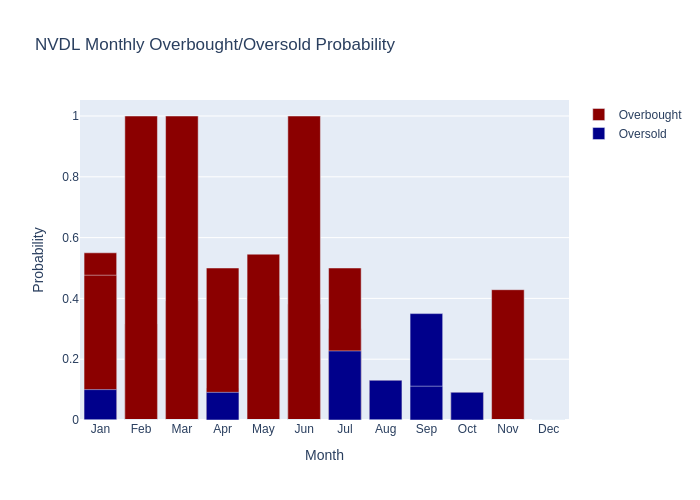 NVDL Monthly Overbought/Oversold Probability
Overbought
Oversold
Probability
1
0.8
0.6
0.4
0.2
0
Jan Feb Mar Apr May Jun Jul Aug Sep Oct Nov Dec
Month